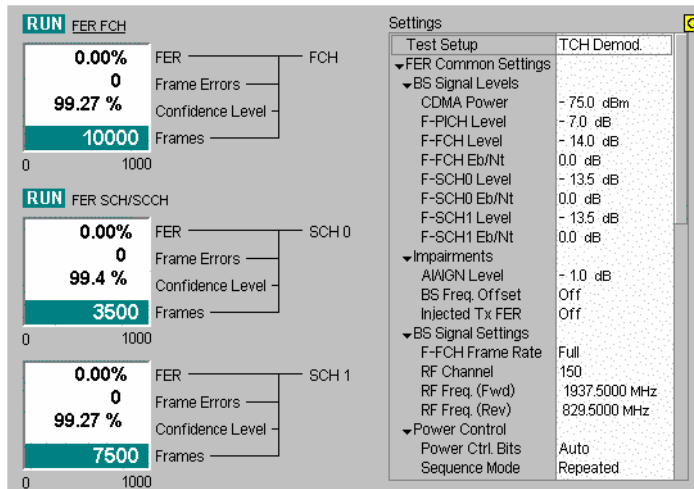 RUN FER FCH
0.00% FER FCH
0 Frame Errors
99.27 % Confidence Level
10000 Frames
0 1000
RUN FER SCH/SCCH
0.00% FER SCH 0
0 Frame Errors
99.4 % Confidence Level
3500 Frames
0 1000
0.00% FER SCH 1
0 Frame Errors
99.27 % Confidence Level
7500 Frames
0 1000
Settings
Test Setup TCH Demod.
FER Common Settings
BS Signal Levels
CDMA Power - 75.0 dBm
F-PICH Level - 7.0 dB
F-FCH Level - 14.0 dB
F-FCH Eb/Nt 0.0 dB
F-SCH0 Level - 13.5 dB
F-SCH0 Eb/Nt 0.0 dB
F-SCH1 Level - 13.5 dB
F-SCH1 Eb/Nt 0.0 dB
Impairments
AWGN Level - 1.0 dB
BS Freq. Offset Off
Injected Tx FER Off
BS Signal Settings
F-FCH Frame Rate Full
RF Channel 150
RF Freq. (Fwd) 1937.5000 MHz
RF Freq. (Rev) 829.5000 MHz
Power Control
Power Ctrl. Bits Auto
Sequence Mode Repeated